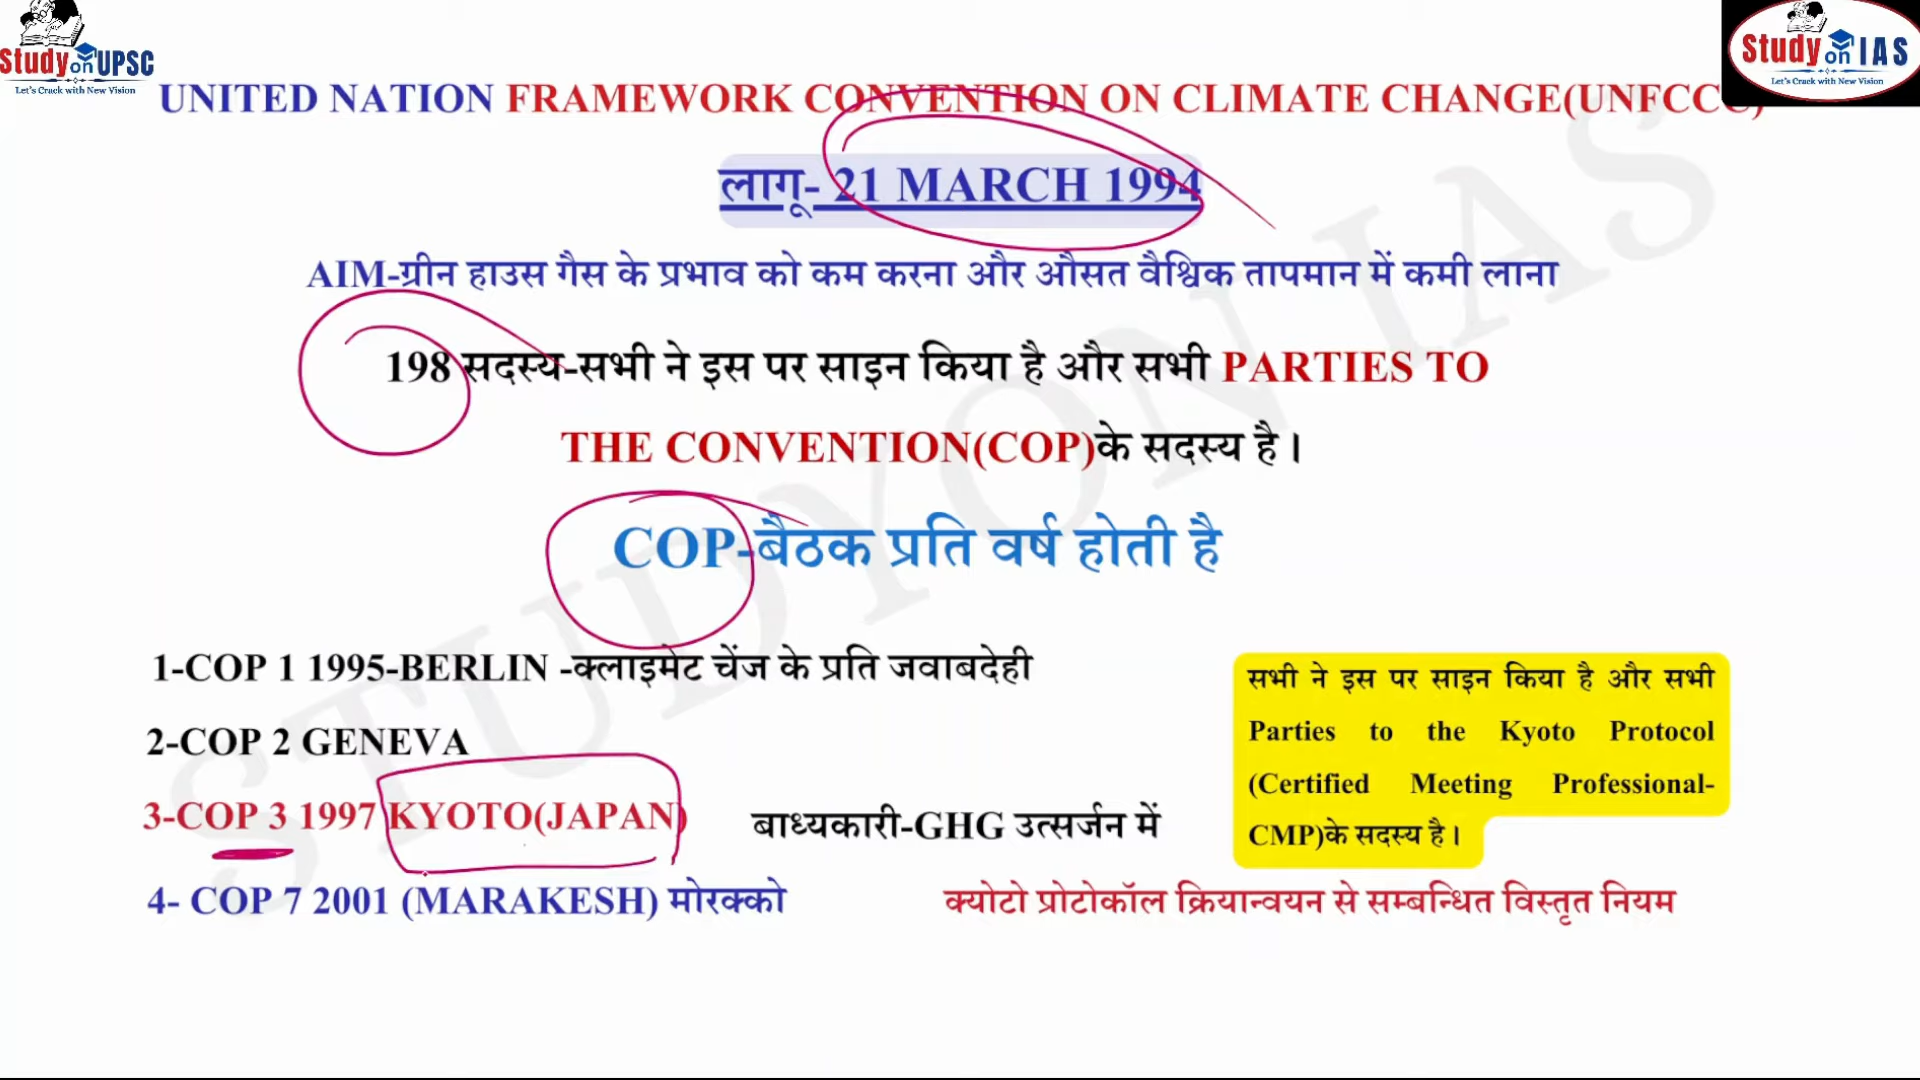 Study on UPSC
Let's Crack with New Vision
Study on IAS
Let's Crack with New Vision
UNITED NATION FRAMEWORK CONVENTION ON CLIMATE CHANGE(UNFCCC)
लागू- 21 MARCH 1994
AIM-ग्रीन हाउस गैस के प्रभाव को कम करना और औसत वैश्विक तापमान में कमी लाना
198 सदस्य-सभी ने इस पर साइन किया है और सभी PARTIES TO
THE CONVENTION(COP)के सदस्य है।
COP-बैठक प्रति वर्ष होती है
1-COP 1 1995-BERLIN -क्लाइमेट चेंज के प्रति जवाबदेही
2-COP 2 GENEVA
3-COP 3 1997 KYOTO(JAPAN) बाध्यकारी-GHG उत्सर्जन में
सभी ने इस पर साइन किया है और सभी
Parties to the Kyoto Protocol
(Certified Meeting Professional-
CMP)के सदस्य है।
4- COP 7 2001 (MARAKESH) मोरक्को क्योटो प्रोटोकॉल क्रियान्वयन से सम्बन्धित विस्तृत नियम
STUDYON IAS